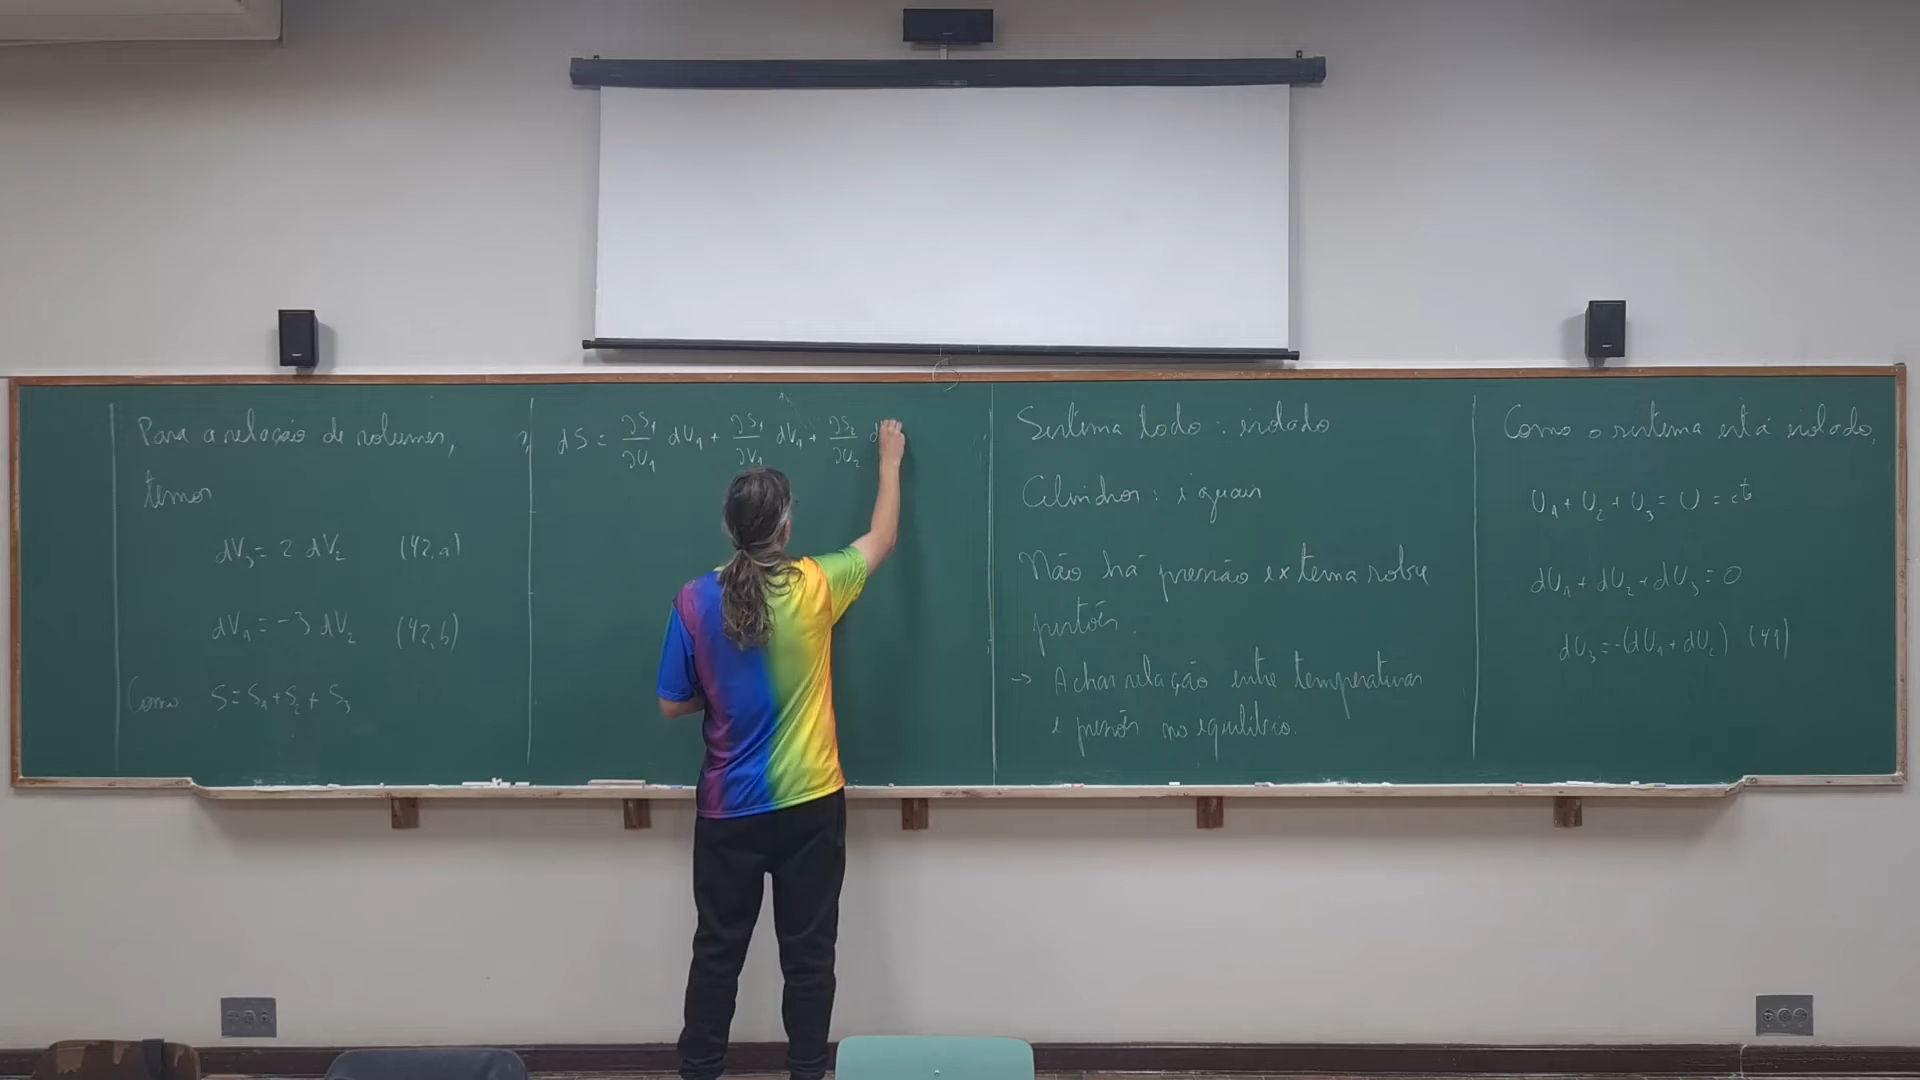 Para a relação de volumes,
temos
dV₃ = 2 dV₂ (42,a)
dV₁ = -3 dV₂ (42,b)
Como S = S₁ + S₂ + S₃
dS = ∂S₁/∂U₁ dU₁ + ∂S₁/∂V₁ dV₁ + ∂S₂/∂U₂ d
Sistema todo : isolado
Cilindros : iguais
Não há pressão externa sobre
pistões.
→ Achar relação entre temperaturas
e pressões no equilíbrio.
Como o sistema está isolado,
U₁ + U₂ + U₃ = U = cᵗᵉ
dU₁ + dU₂ + dU₃ = 0
dU₃ = -(dU₁ + dU₂) (41)